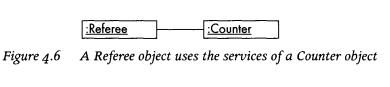 :Referee
:Counter
Figure 4.6 A Referee object uses the services of a Counter object